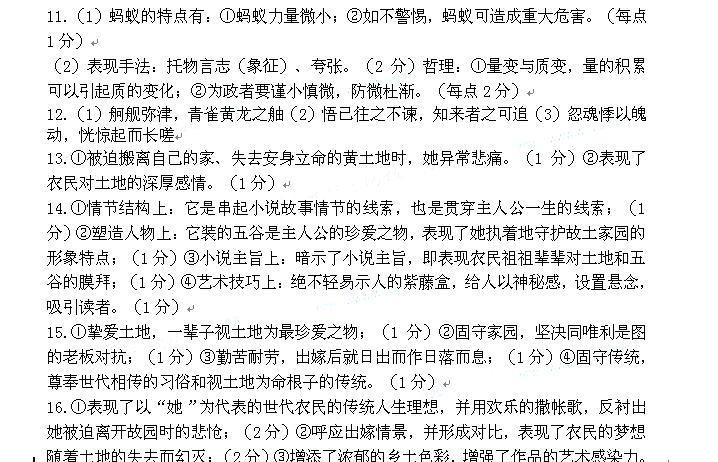 11.（1）蚂蚁的特点有：①蚂蚁力量微小；②如不警惕，蚂蚁可造成重大危害。（每点
1分）
（2）表现手法：托物言志（象征）、夸张。（2 分）哲理：①量变与质变，量的积累
可以引起质的变化；②为政者要谨小慎微，防微杜渐。（每点2分）
12.（1）舸舰弥津，青雀黄龙之舳（2）悟已往之不谏，知来者之可追（3）忽魂悸以魄
动，恍惊起而长嗟
13.①被迫搬离自己的家、失去安身立命的黄土地时，她异常悲痛。（1 分）②表现了
农民对土地的深厚感情。（1分）
14.①情节结构上：它是串起小说故事情节的线索，也是贯穿主人公一生的线索；（1
分）②塑造人物上：它装的五谷是主人公的珍爱之物，表现了她执着地守护故土家园的
形象特点；（1分）③小说主旨上：暗示了小说主旨，即表现农民祖祖辈辈对土地和五
谷的膜拜；（1分）④艺术技巧上：绝不轻易示人的紫藤盒，给人以神秘感，设置悬念，
吸引读者。（1分）
15.①挚爱土地，一辈子视土地为最珍爱之物；（1 分）②固守家园，坚决同唯利是图
的老板对抗；（1分）③勤苦耐劳，出嫁后就日出而作日落而息；（1分）④固守传统，
尊奉世代相传的习俗和视土地为命根子的传统。（1分）
16.①表现了以“她”为代表的世代农民的传统人生理想，并用欢乐的撒帐歌，反衬出
她被迫离开故园时的悲怆；（2分）②呼应出嫁情景，并形成对比，表现了农民的梦想
随着土地的失去而幻灭；（2分）③增添了浓郁的乡土色彩，增强了作品的艺术感染力。